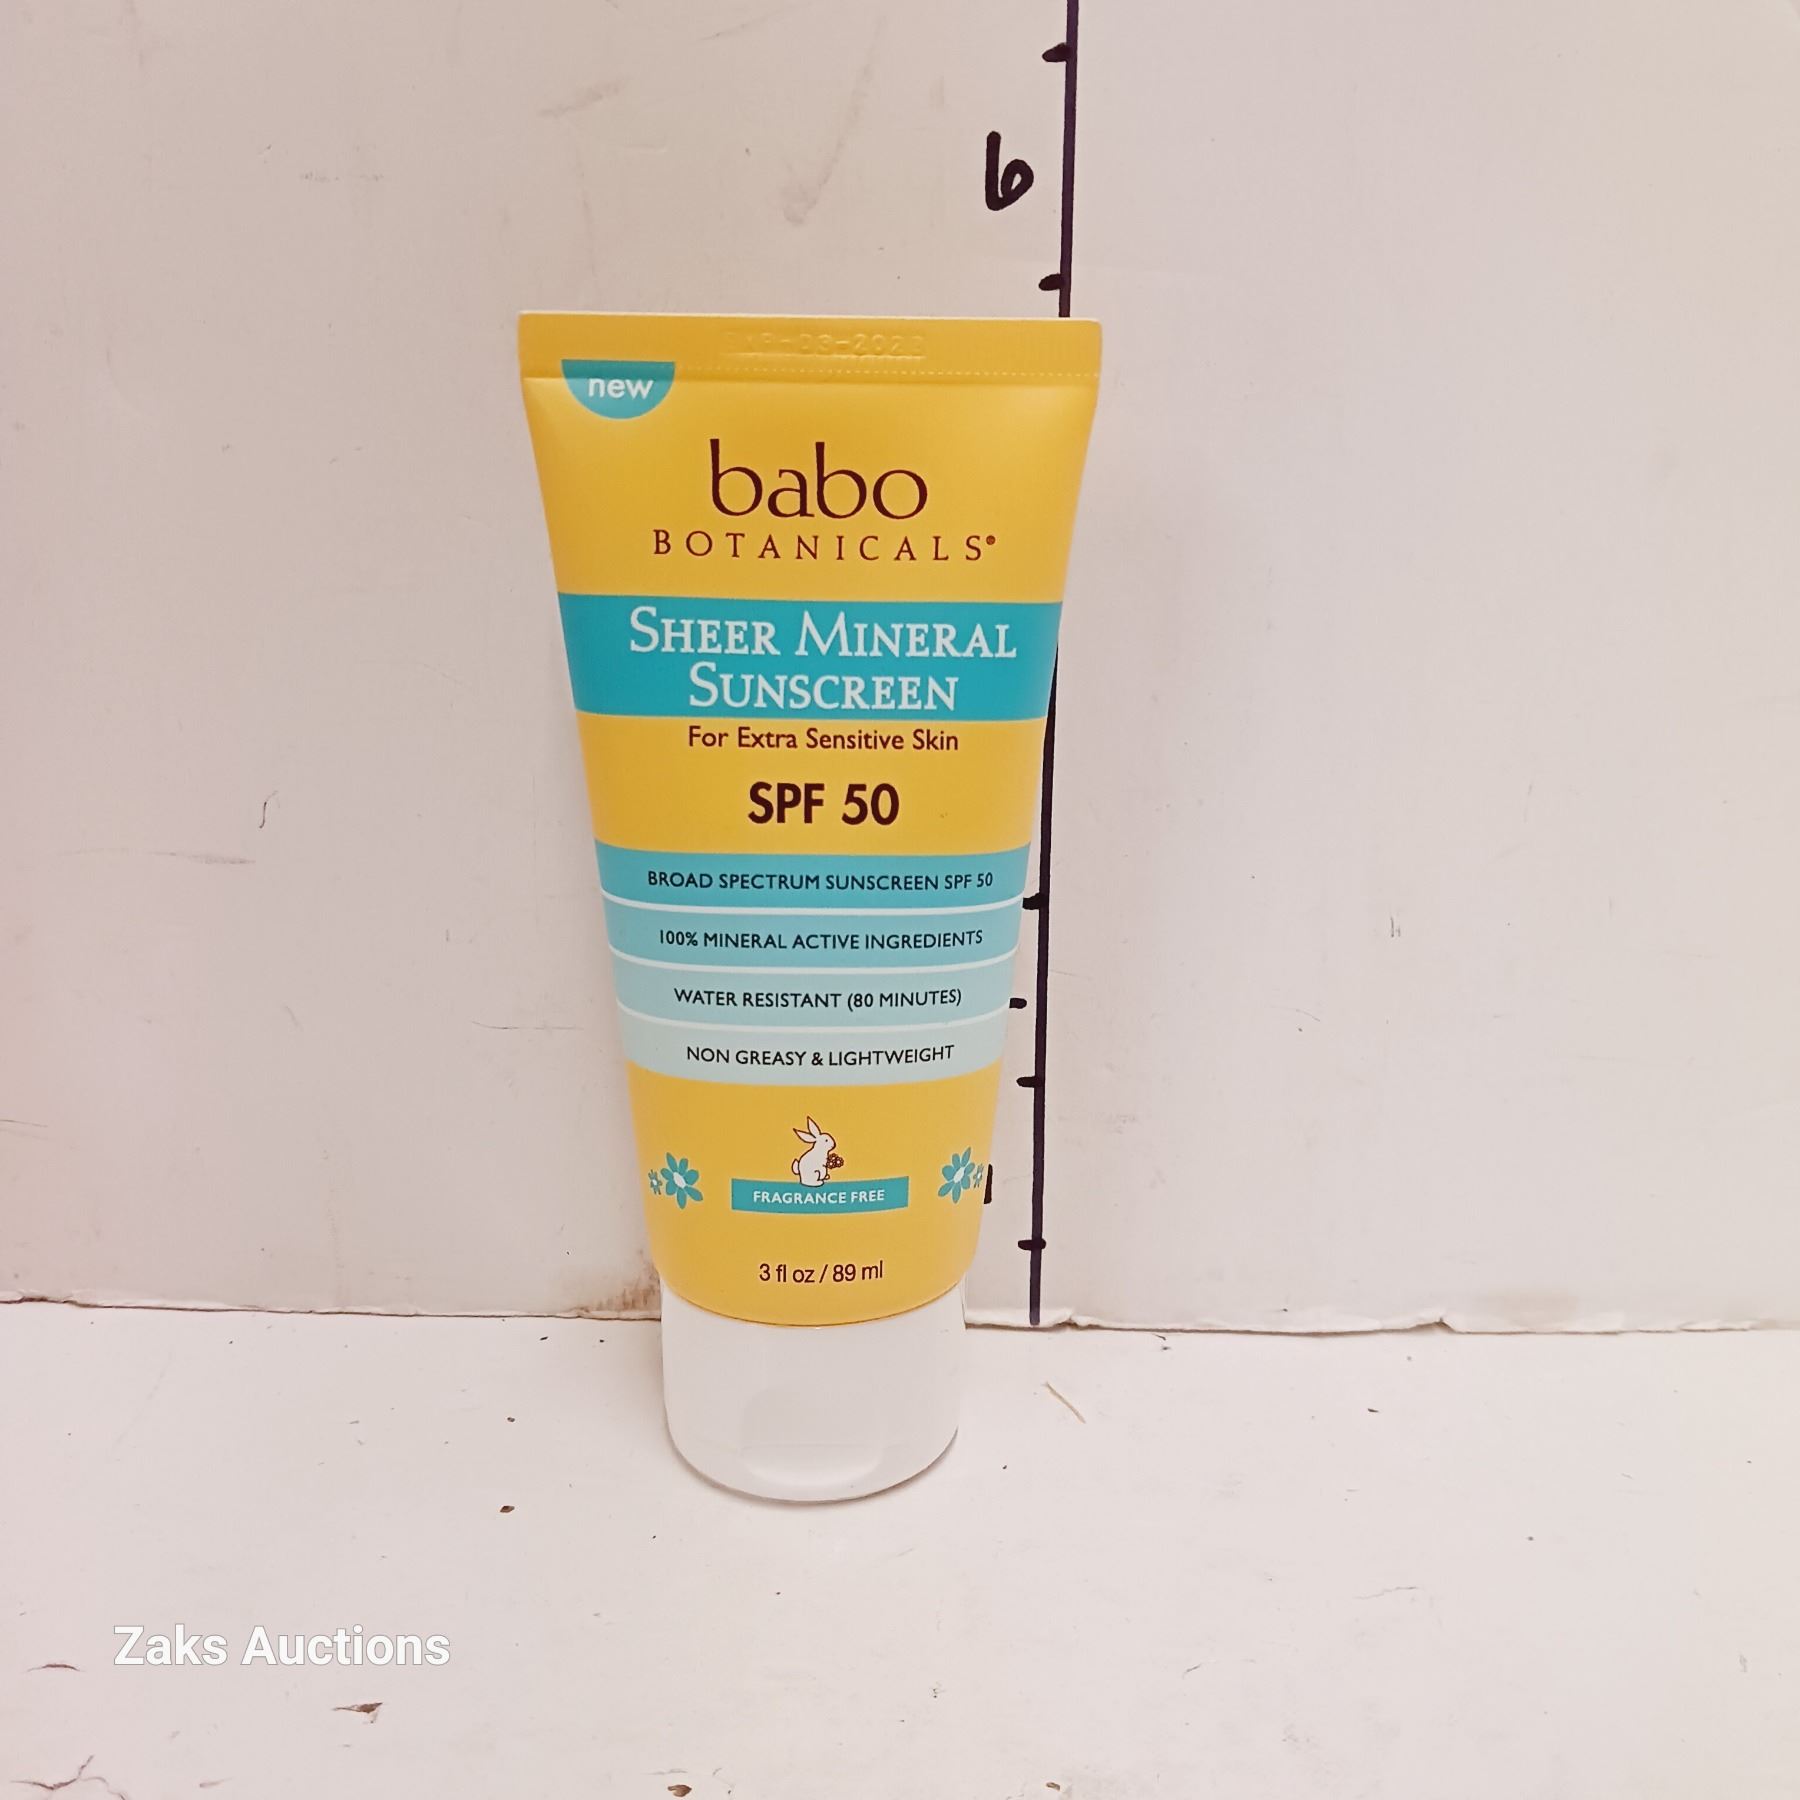 6
new
babo
BOTANICALS®
SHEER MINERAL
SUNSCREEN
For Extra Sensitive Skin
SPF 50
BROAD SPECTRUM SUNSCREEN SPF 50
100% MINERAL ACTIVE INGREDIENTS
WATER RESISTANT (80 MINUTES)
NON GREASY & LIGHTWEIGHT
FRAGRANCE FREE
3 fl oz / 89 ml
Zaks Auctions